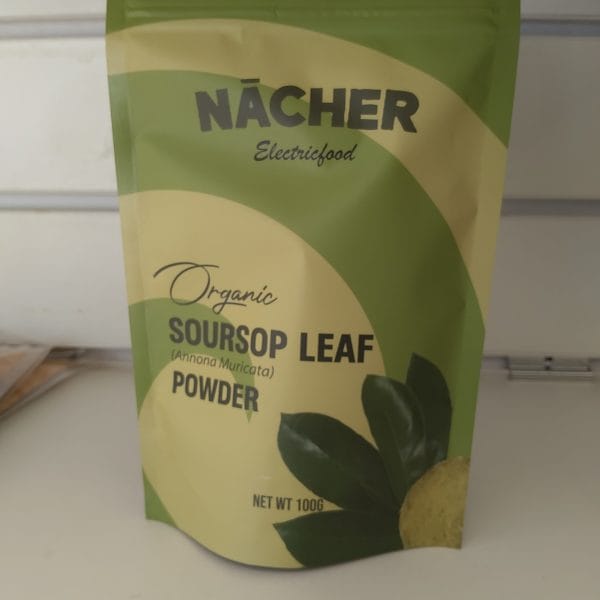 NĀCHER
Electricfood
Organic
SOURSOP LEAF
(Annona Muricata)
POWDER
NET WT 100G